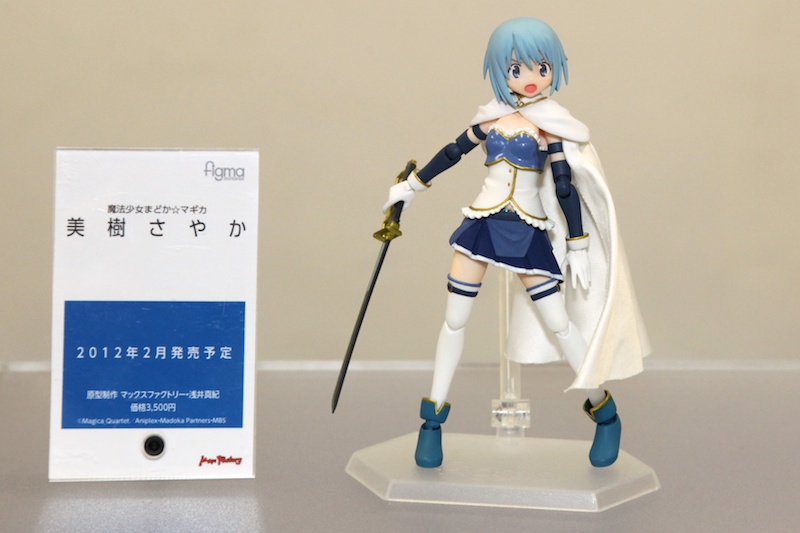 figma
魔法少女まどか☆マギカ
美樹さやか
2012年2月発売予定
原型制作 マックスファクトリー・浅井真紀
価格3,500円
©Magica Quartet／Aniplex・Madoka Partners・MBS
Max Factory